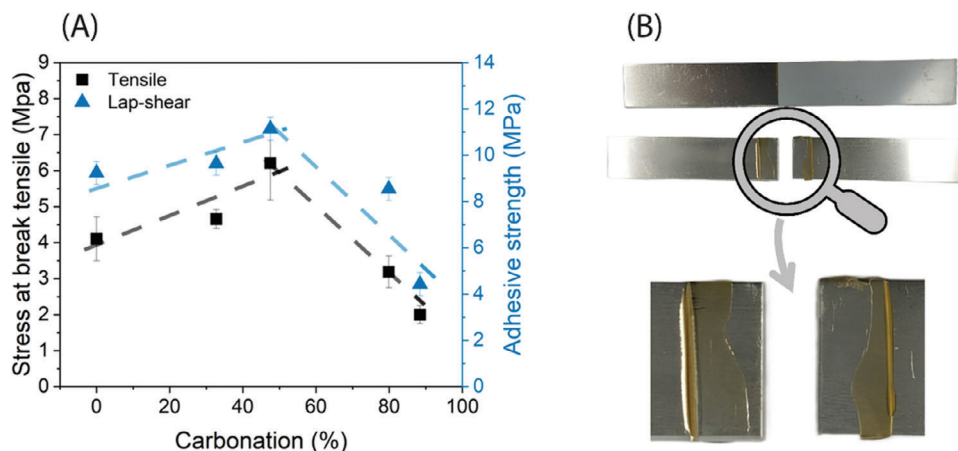 (A)
(B)
9
8
7
6
5
4
3
2
1
0
Stress at break tensile (Mpa)
Tensile
Lap-shear
14
12
10
8
6
4
2
0
Adhesive strength (MPa)
0 20 40 60 80 100
Carbonation (%)